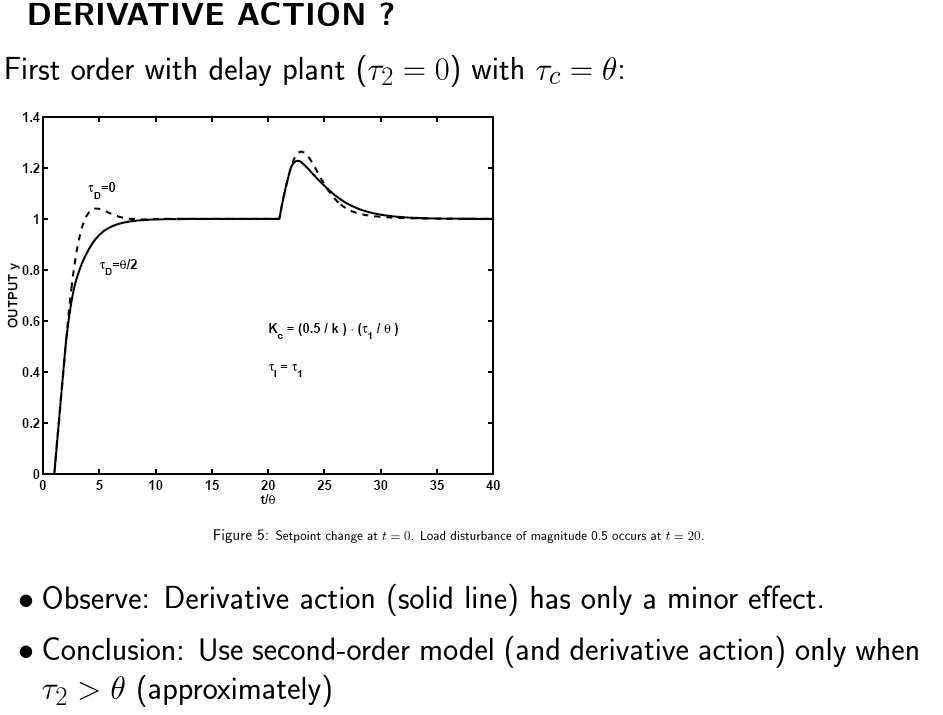 DERIVATIVE ACTION ?
First order with delay plant (τ2 = 0) with τc = θ:
1.4
1.2
τD=0
1
τD=θ/2
0.8
OUTPUT y
0.6
Kc = (0.5 / k ) · (τ1 / θ )
0.4
τI = τ1
0.2
0
0 5 10 15 20 25 30 35 40
t/θ
Figure 5: Setpoint change at t = 0. Load disturbance of magnitude 0.5 occurs at t = 20.
• Observe: Derivative action (solid line) has only a minor effect.
• Conclusion: Use second-order model (and derivative action) only when
τ2 > θ (approximately)